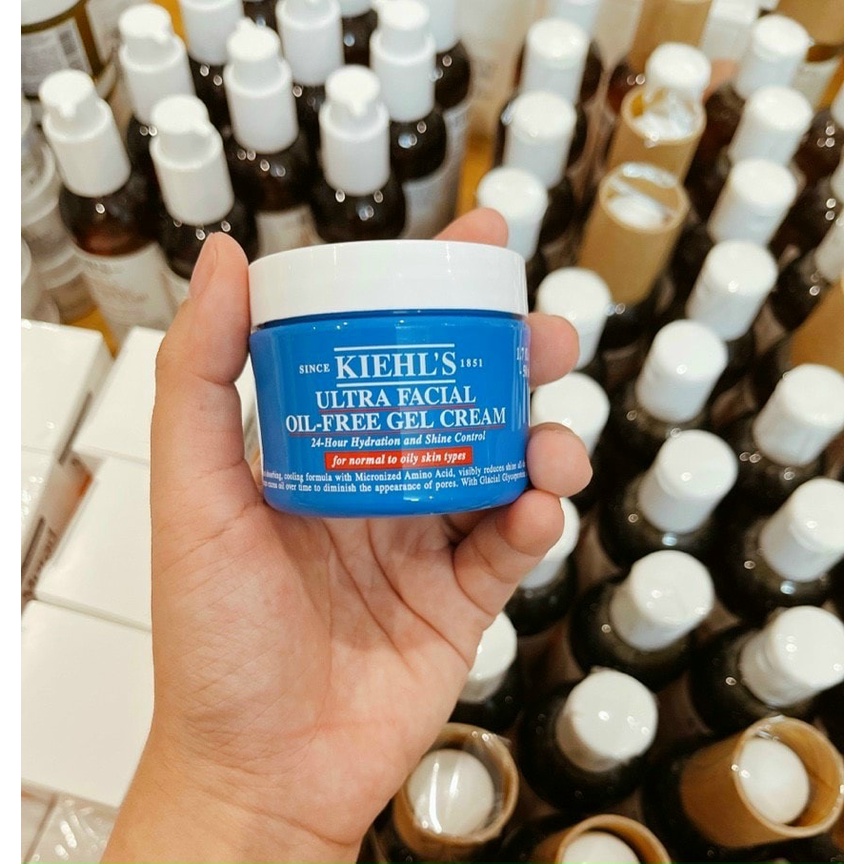 SINCE KIEHL'S 1851
ULTRA FACIAL
OIL-FREE GEL CREAM
24-Hour Hydration and Shine Control
for normal to oily skin types
cooling formula with Micronized Amino Acid, visibly reduces shine
oil over time to diminish the appearance of pores. With Glacial